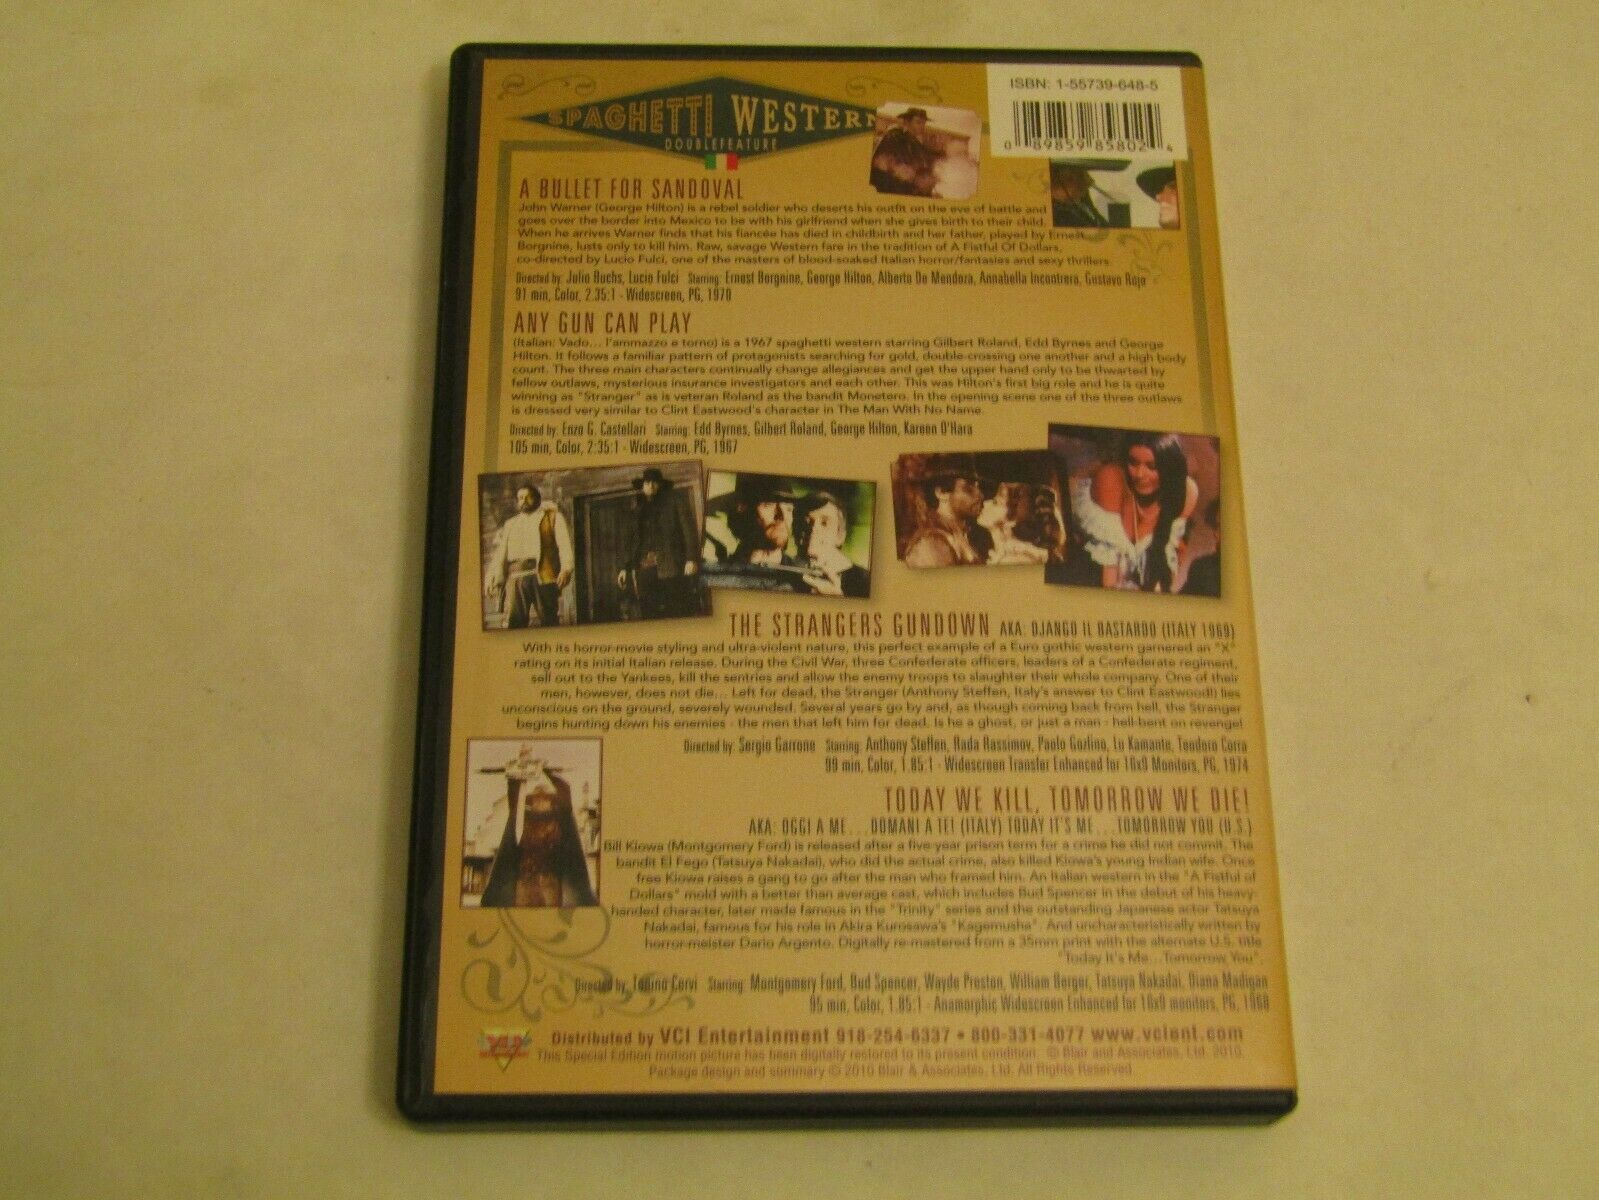 ISBN: 1-55739-648-5
0 89859 85802 4
SPAGHETTI WESTERN
DOUBLEFEATURE
A BULLET FOR SANDOVAL
John Warner (George Hilton) is a rebel soldier who deserts his outfit on the eve of battle and
goes over the border into Mexico to be with his girlfriend when she gives birth to their child.
When he arrives Warner finds that his fiancée has died in childbirth and her father, played by Ernest
Borgnine, lusts only to kill him. Raw, savage Western fare in the tradition of A Fistful Of Dollars,
co-directed by Lucio Fulci, one of the masters of blood-soaked Italian horror/fantasies and sexy thrillers.
Directed by: Julio Buchs, Lucio Fulci Starring: Ernest Borgnine, George Hilton, Alberto De Mendoza, Annabella Incontrera, Gustavo Rojo
91 min, Color, 2.35:1 - Widescreen, PG, 1970
ANY GUN CAN PLAY
(Italian: Vado... l'ammazzo e torno) is a 1967 spaghetti western starring Gilbert Roland, Edd Byrnes and George
Hilton. It follows a familiar pattern of protagonists searching for gold, double-crossing one another and a high body
count. The three main characters continually change allegiances and get the upper hand only to be thwarted by
fellow outlaws, mysterious insurance investigators and each other. This was Hilton's first big role and he is quite
winning as "Stranger" as is veteran Roland as the bandit Monetero. In the opening scene one of the three outlaws
is dressed very similar to Clint Eastwood's character in The Man With No Name.
Directed by: Enzo G. Castellari Starring: Edd Byrnes, Gilbert Roland, George Hilton, Kareen O'Hara
105 min, Color, 2:35:1 - Widescreen, PG, 1967
THE STRANGERS GUNDOWN AKA: DJANGO IL BASTARDO (ITALY 1969)
With its horror-movie styling and ultra-violent nature, this perfect example of a Euro gothic western garnered an "X"
rating on its initial Italian release. During the Civil War, three Confederate officers, leaders of a Confederate regiment,
sell out to the Yankees, kill the sentries and allow the enemy troops to slaughter their whole company. One of their
men, however, does not die... Left for dead, the Stranger (Anthony Steffen, Italy's answer to Clint Eastwood!) lies
unconscious on the ground, severely wounded. Several years go by and, as though coming back from hell, the Stranger
begins hunting down his enemies - the men that left him for dead. Is he a ghost, or just a man - hell-bent on revenge!
Directed by: Sergio Garrone Starring: Anthony Steffen, Rada Rassimov, Paolo Gozlino, Lu Kamante, Teodoro Corra
99 min, Color, 1.85:1 - Widescreen Transfer Enhanced for 16x9 Monitors, PG, 1974
TODAY WE KILL, TOMORROW WE DIE!
AKA: OGGI A ME...DOMANI A TE! (ITALY) TODAY IT'S ME...TOMORROW YOU (U.S.)
Bill Kiowa (Montgomery Ford) is released after a five-year prison term for a crime he did not commit. The
bandit El Fego (Tatsuya Nakadai), who did the actual crime, also killed Kiowa's young Indian wife. Once
free Kiowa raises a gang to go after the man who framed him. An Italian western in the "A Fistful of
Dollars" mold with a better than average cast, which includes Bud Spencer in the debut of his heavy-
handed character, later made famous in the "Trinity" series and the outstanding Japanese actor Tatsuya
Nakadai, famous for his role in Akira Kurosawa's "Kagemusha". And uncharacteristically written by
horror-meister Dario Argento. Digitally re-mastered from a 35mm print with the alternate U.S. title
"Today It's Me...Tomorrow You".
Directed by: Tonino Cervi Starring: Montgomery Ford, Bud Spencer, Wayde Preston, William Berger, Tatsuya Nakadai, Diana Madigan
95 min, Color, 1.85:1 - Anamorphic Widescreen Enhanced for 16x9 monitors, PG, 1968
Distributed by VCI Entertainment 918-254-6337 • 800-331-4077 www.vcient.com
This Special Edition motion picture has been digitally restored to its present condition © Blair and Associates, Ltd. 2010.
Package design and summary © 2010 Blair & Associates, Ltd. All Rights Reserved.